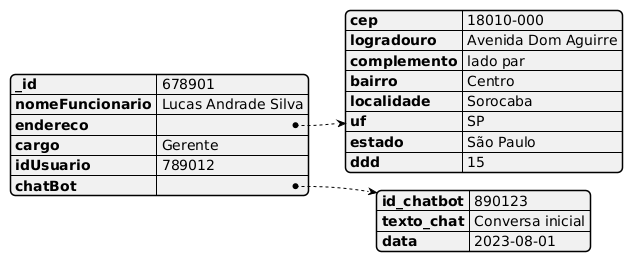 _id 678901
nomeFuncionario Lucas Andrade Silva
endereco
cargo Gerente
idUsuario 789012
chatBot
cep 18010-000
logradouro Avenida Dom Aguirre
complemento lado par
bairro Centro
localidade Sorocaba
uf SP
estado São Paulo
ddd 15
id_chatbot 890123
texto_chat Conversa inicial
data 2023-08-01